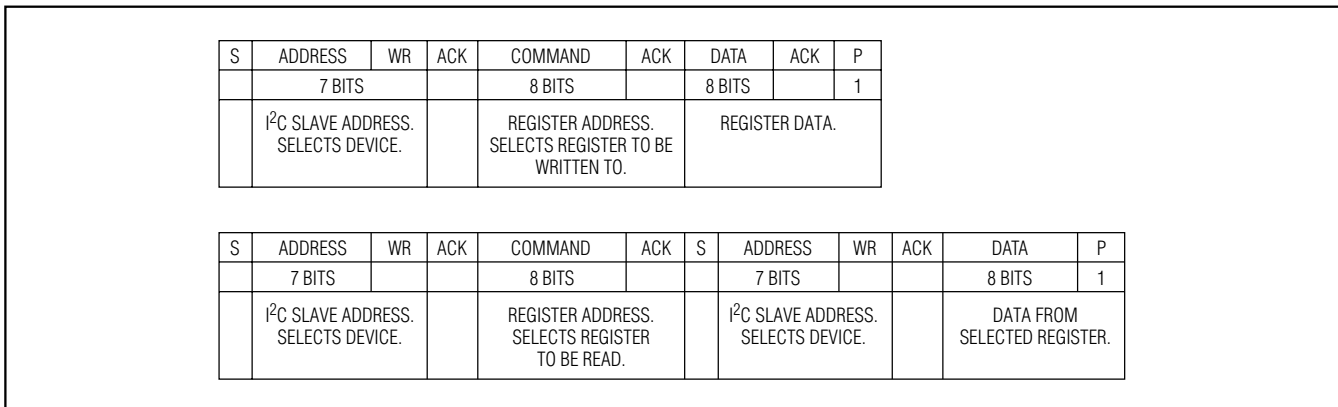 S ADDRESS WR ACK COMMAND ACK DATA ACK P
7 BITS 8 BITS 8 BITS 1
I2C SLAVE ADDRESS.
SELECTS DEVICE.
REGISTER ADDRESS.
SELECTS REGISTER TO BE
WRITTEN TO.
REGISTER DATA.
S ADDRESS WR ACK COMMAND ACK S ADDRESS WR ACK DATA P
7 BITS 8 BITS 7 BITS 8 BITS 1
I2C SLAVE ADDRESS.
SELECTS DEVICE.
REGISTER ADDRESS.
SELECTS REGISTER
TO BE READ.
I2C SLAVE ADDRESS.
SELECTS DEVICE.
DATA FROM
SELECTED REGISTER.